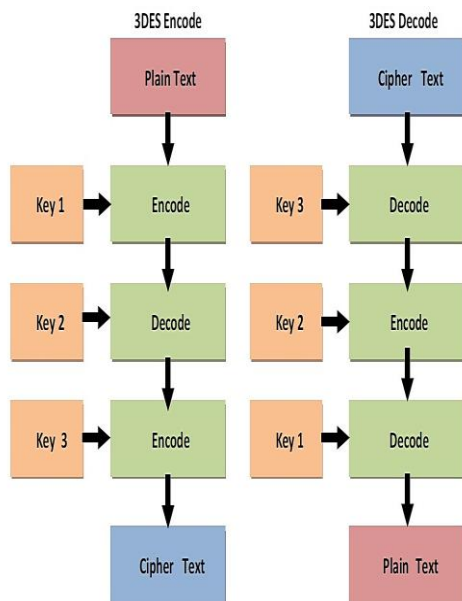 3DES Encode
Plain Text
Key 1
Encode
Key 2
Decode
Key 3
Encode
Cipher Text
3DES Decode
Cipher Text
Key 3
Decode
Key 2
Encode
Key 1
Decode
Plain Text